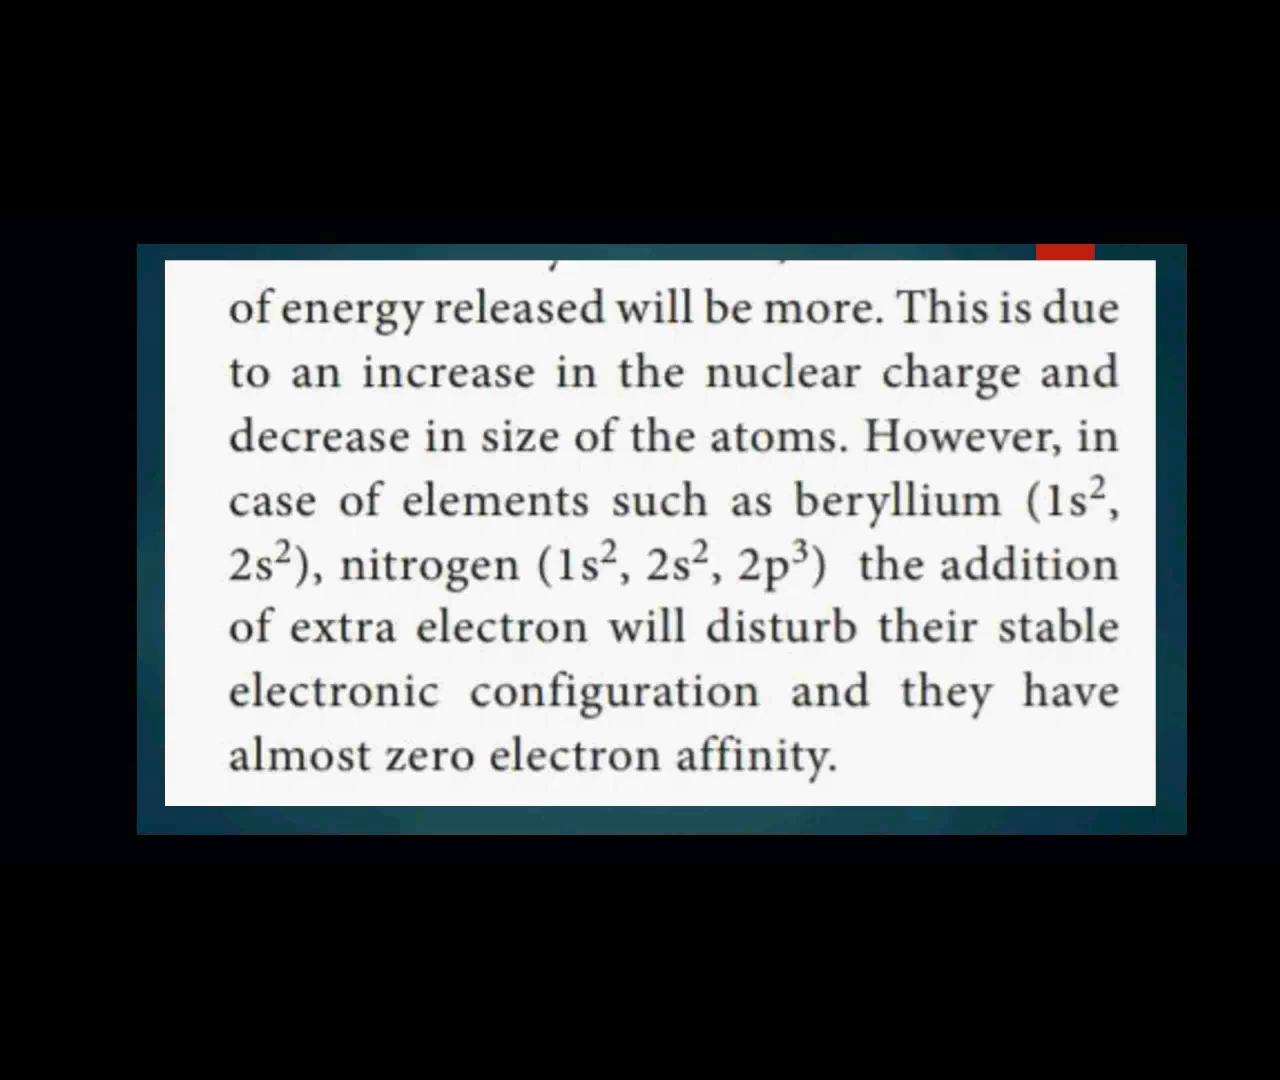 of energy released will be more. This is due
to an increase in the nuclear charge and
decrease in size of the atoms. However, in
case of elements such as beryllium (1s²,
2s²), nitrogen (1s², 2s², 2p³) the addition
of extra electron will disturb their stable
electronic configuration and they have
almost zero electron affinity.